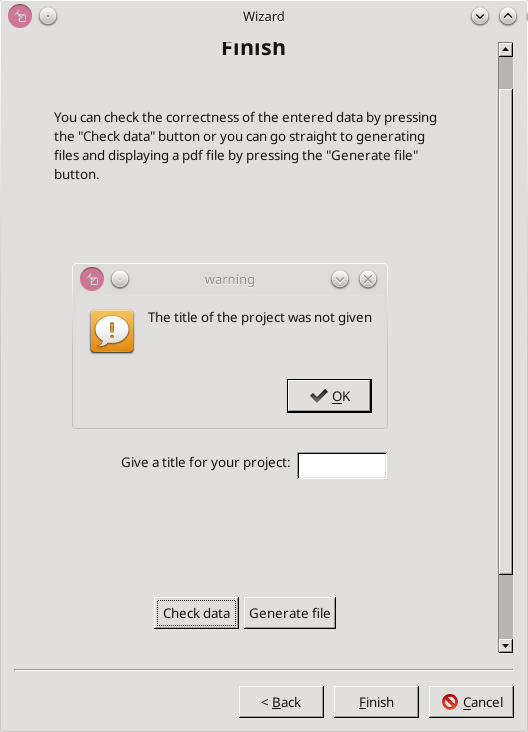 Wizard
Finish
You can check the correctness of the entered data by pressing
the "Check data" button or you can go straight to generating
files and displaying a pdf file by pressing the "Generate file"
button.
warning
The title of the project was not given
OK
Give a title for your project:
Check data Generate file
< Back Finish Cancel